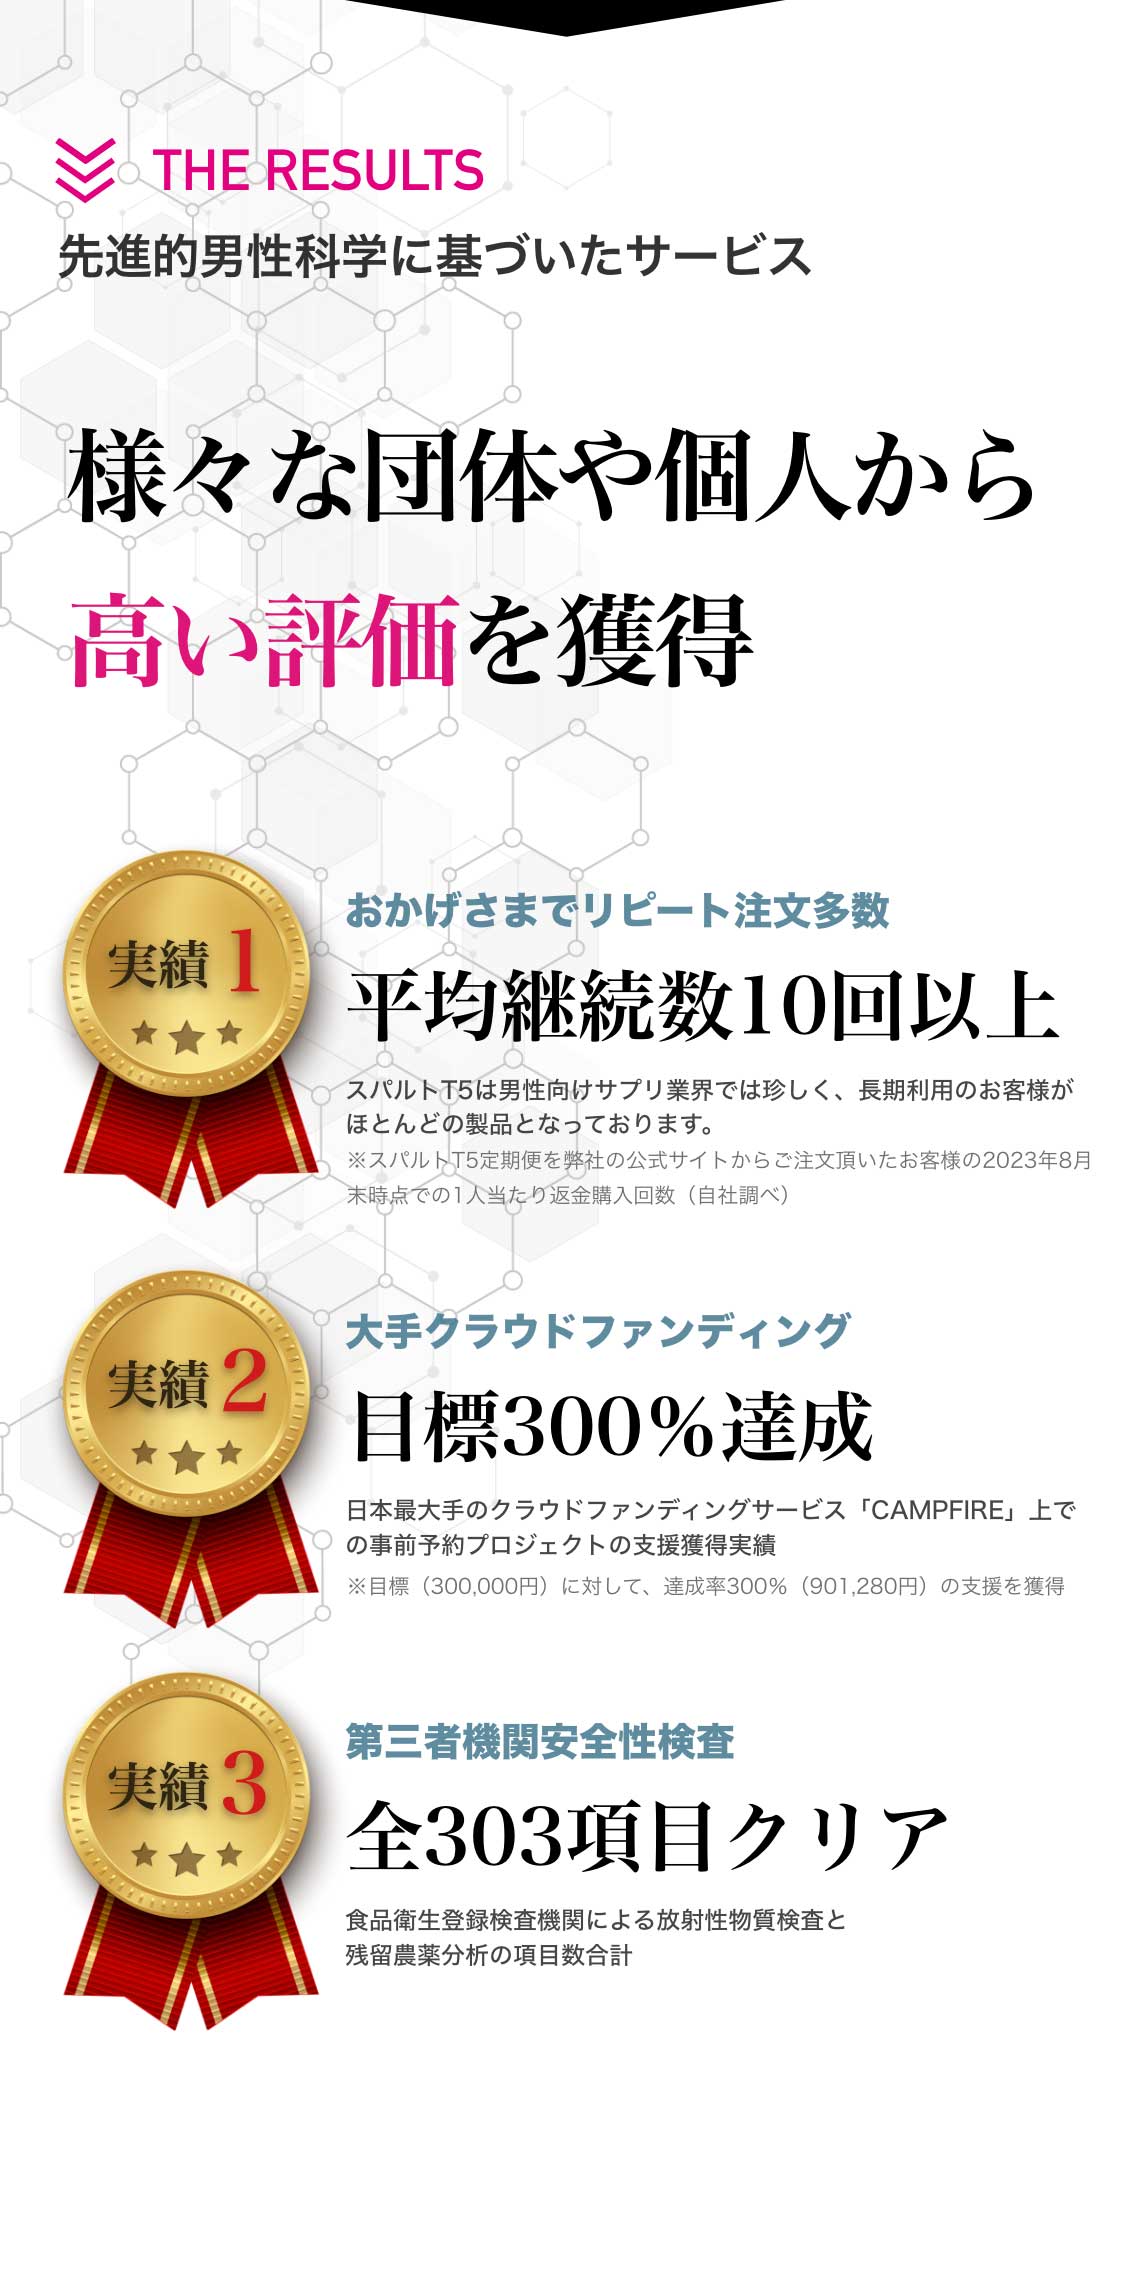 THE RESULTS
先進的男性科学に基づいたサービス
様々な団体や個人から
高い評価を獲得
実績 1
おかげさまでリピート注文多数
平均継続数10回以上
スパルトT5は男性向けサプリ業界では珍しく、長期利用のお客様が
ほとんどの製品となっております。
※スパルトT5定期便を弊社の公式サイトからご注文頂いたお客様の2023年8月
末時点での1人当たり返金購入回数（自社調べ）
実績 2
大手クラウドファンディング
目標300%達成
日本最大手のクラウドファンディングサービス「CAMPFIRE」上で
の事前予約プロジェクトの支援獲得実績
※目標（300,000円）に対して、達成率300%（901,280円）の支援を獲得
実績 3
第三者機関安全性検査
全303項目クリア
食品衛生登録検査機関による放射性物質検査と
残留農薬分析の項目数合計